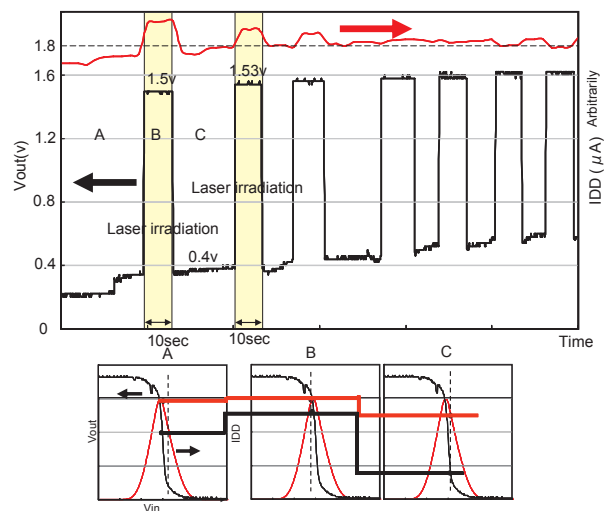 1.8
1.6
1.2
0.8
0.4
0
Vout(v)
1.5v
1.53v
A
B
C
Laser irradiation
Laser irradiation
0.4v
10sec
10sec
Time
Arbitrarity
IDD (μA)
A
B
C
Vout
IDD
Vin